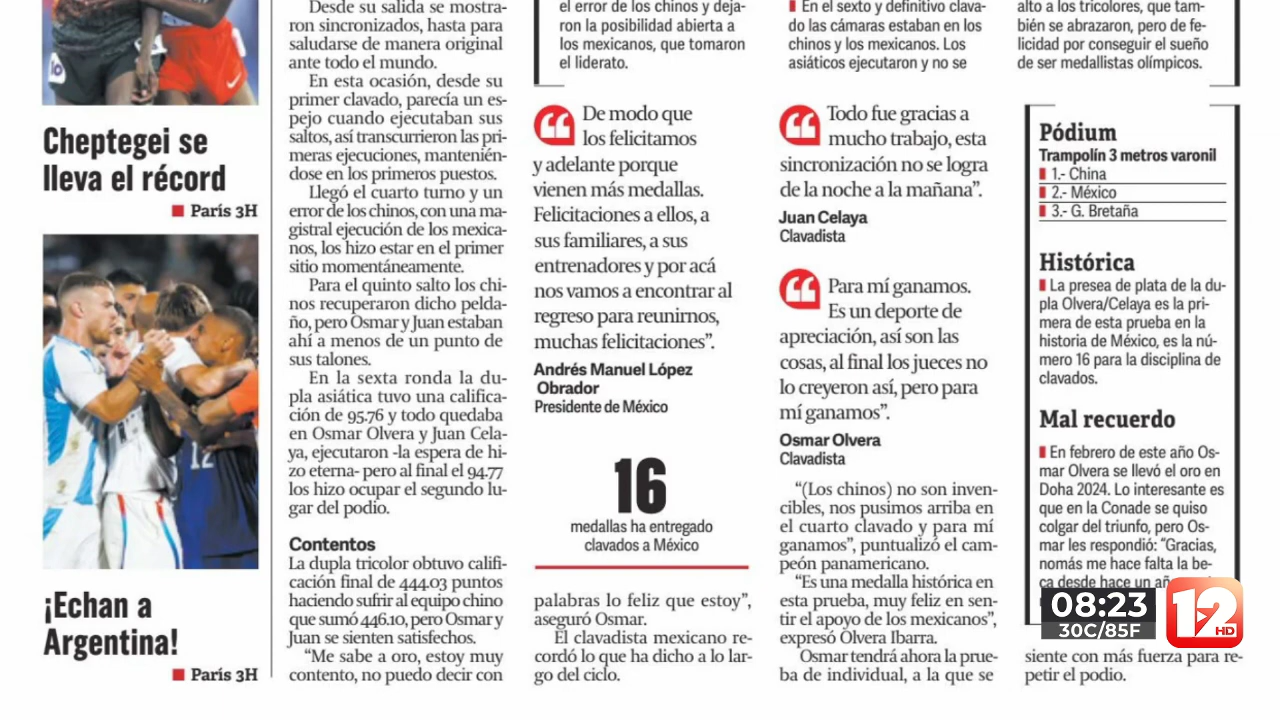 Cheptegei se
lleva el récord
París 3H
¡Echan a
Argentina!
París 3H
Desde su salida se mostra-
ron sincronizados, hasta para
saludarse de manera original
ante todo el mundo.
En esta ocasión, desde su
primer clavado, parecía un es-
pejo cuando ejecutaban sus
saltos, así transcurrieron las pri-
meras ejecuciones, mantenién-
dose en los primeros puestos.
Llegó el cuarto turno y un
error de los chinos, con una ma-
gistral ejecución de los mexica-
nos, los hizo estar en el primer
sitio momentáneamente.
Para el quinto salto los chi-
nos recuperaron dicho pelda-
ño, pero Osmar y Juan estaban
ahí a menos de un punto de
sus talones.
En la sexta ronda la du-
pla asiática tuvo una califica-
ción de 95.76 y todo quedaba
en Osmar Olvera y Juan Cela-
ya, ejecutaron -la espera de hi-
zo eterna- pero al final el 94.77
los hizo ocupar el segundo lu-
gar del podio.
Contentos
La dupla tricolor obtuvo califi-
cación final de 444.03 puntos
haciendo sufrir al equipo chino
que sumó 446.10, pero Osmar y
Juan se sienten satisfechos.
“Me sabe a oro, estoy muy
contento, no puedo decir con
el error de los chinos y deja-
ron la posibilidad abierta a
los mexicanos, que tomaron
el liderato.
De modo que
los felicitamos
y adelante porque
vienen más medallas.
Felicitaciones a ellos, a
sus familiares, a sus
entrenadores y por acá
nos vamos a encontrar al
regreso para reunirnos,
muchas felicitaciones”.
Andrés Manuel López
Obrador
Presidente de México
16
medallas ha entregado
clavados a México
palabras lo feliz que estoy”,
aseguró Osmar.
El clavadista mexicano re-
cordó lo que ha dicho a lo lar-
go del ciclo.
En el sexto y definitivo clava-
do las cámaras estaban en los
chinos y los mexicanos. Los
asiáticos ejecutaron y no se
Todo fue gracias a
mucho trabajo, esta
sincronización no se logra
de la noche a la mañana”.
Juan Celaya
Clavadista
Para mí ganamos.
Es un deporte de
apreciación, así son las
cosas, al final los jueces no
lo creyeron así, pero para
mí ganamos”.
Osmar Olvera
Clavadista
“(Los chinos) no son inven-
cibles, nos pusimos arriba en
el cuarto clavado y para mí
ganamos”, puntualizó el cam-
peón panamericano.
“Es una medalla histórica en
esta prueba, muy feliz en sen-
tir el apoyo de los mexicanos”,
expresó Olvera Ibarra.
Osmar tendrá ahora la prue-
ba de individual, a la que se
alto a los tricolores, que tam-
bién se abrazaron, pero de fe-
licidad por conseguir el sueño
de ser medallistas olímpicos.
Pódium
Trampolín 3 metros varonil
1.- China
2.- México
3.- G. Bretaña
Histórica
La presea de plata de la du-
pla Olvera/Celaya es la pri-
mera de esta prueba en la
historia de México, es la nú-
mero 16 para la disciplina de
clavados.
Mal recuerdo
En febrero de este año Os-
mar Olvera se llevó el oro en
Doha 2024. Lo interesante es
que en la Conade se quiso
colgar del triunfo, pero Os-
mar les respondió: “Gracias,
nomás me hace falta la be-
ca desde hace un
siente con más fuerza para re-
petir el podio.
08:23
30C/85F
12
HD